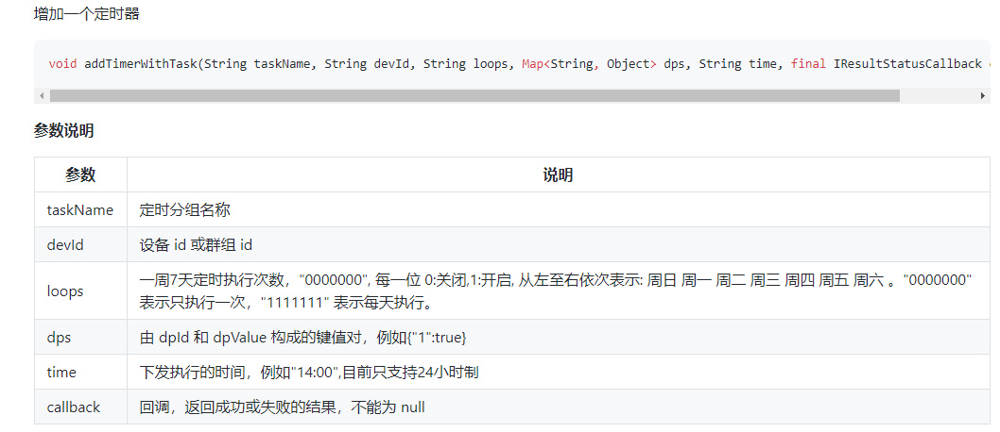 增加一个定时器
void addTimerWithTask(String taskName, String devId, String loops, Map<String, Object> dps, String time, final IResultStatusCallback
参数说明
参数 说明
taskName 定时分组名称
devId 设备 id 或群组 id
loops 一周7天定时执行次数，"0000000", 每一位 0:关闭,1:开启, 从左至右依次表示: 周日 周一 周二 周三 周四 周五 周六 。"0000000"
表示只执行一次，"1111111" 表示每天执行。
dps 由 dpId 和 dpValue 构成的键值对，例如{"1":true}
time 下发执行的时间，例如"14:00",目前只支持24小时制
callback 回调，返回成功或失败的结果，不能为 null